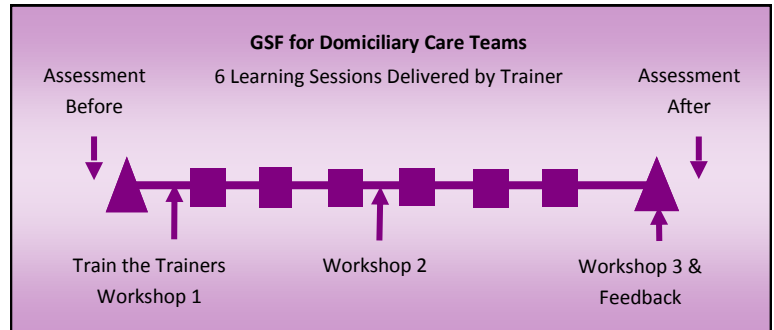 GSF for Domiciliary Care Teams
6 Learning Sessions Delivered by Trainer
Assessment
Before
Assessment
After
Train the Trainers
Workshop 1
Workshop 2
Workshop 3 &
Feedback